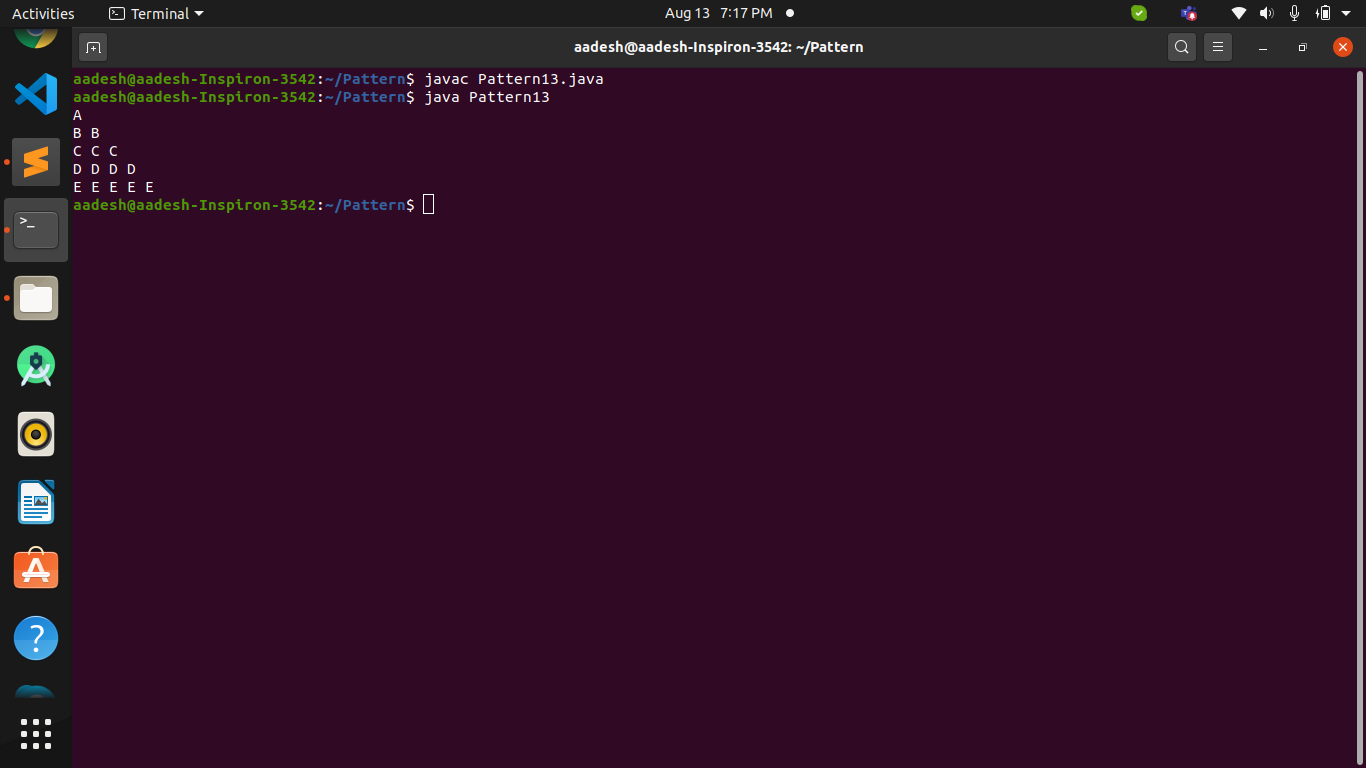 Activities Terminal Aug 13 7:17 PM
aadesh@aadesh-Inspiron-3542: ~/Pattern
aadesh@aadesh-Inspiron-3542:~/Pattern$ javac Pattern13.java
aadesh@aadesh-Inspiron-3542:~/Pattern$ java Pattern13
A
B B
C C C
D D D D
E E E E E
aadesh@aadesh-Inspiron-3542:~/Pattern$